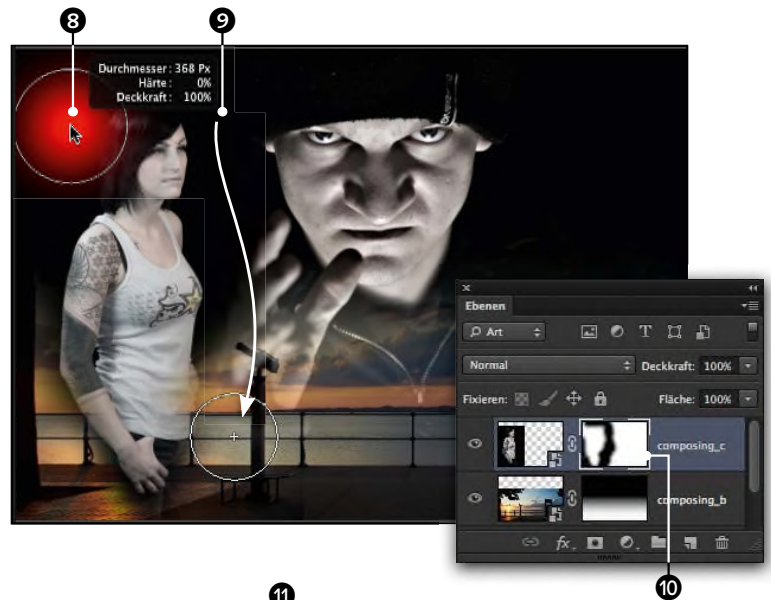 8 9
Durchmesser: 368 Px
Härte: 0%
Deckkraft: 100%
Ebenen
Art
Normal Deckkraft: 100%
Fixieren: Fläche: 100%
composing_c
composing_b
fx
10
11